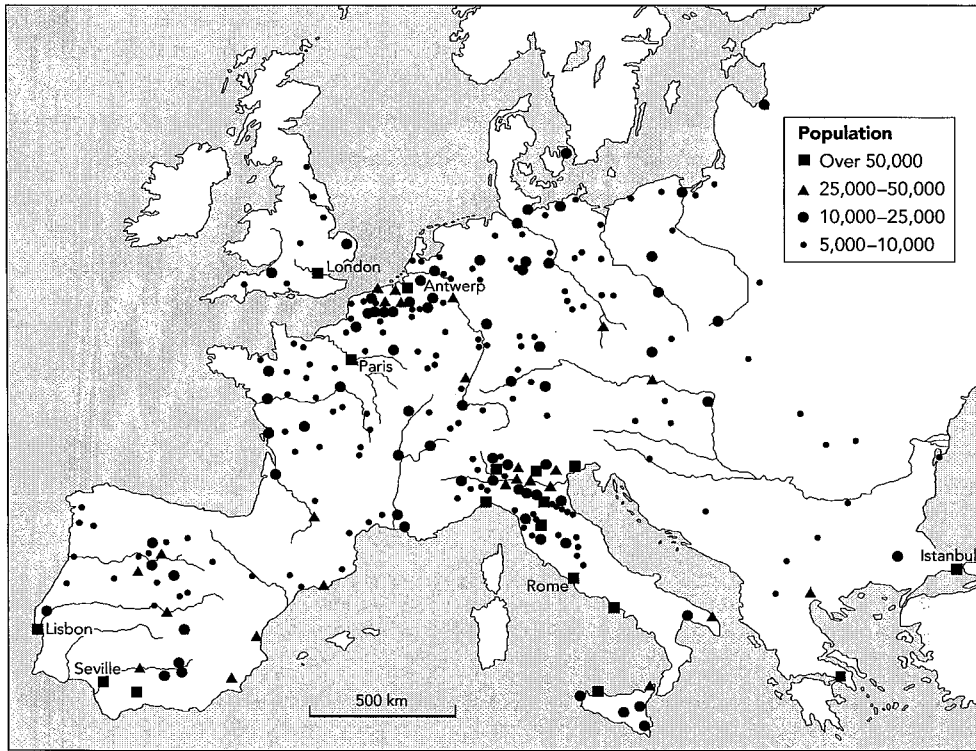 Population
Over 50,000
25,000–50,000
10,000–25,000
5,000–10,000
London
Antwerp
Paris
Istanbul
Rome
Lisbon
Seville
500 km